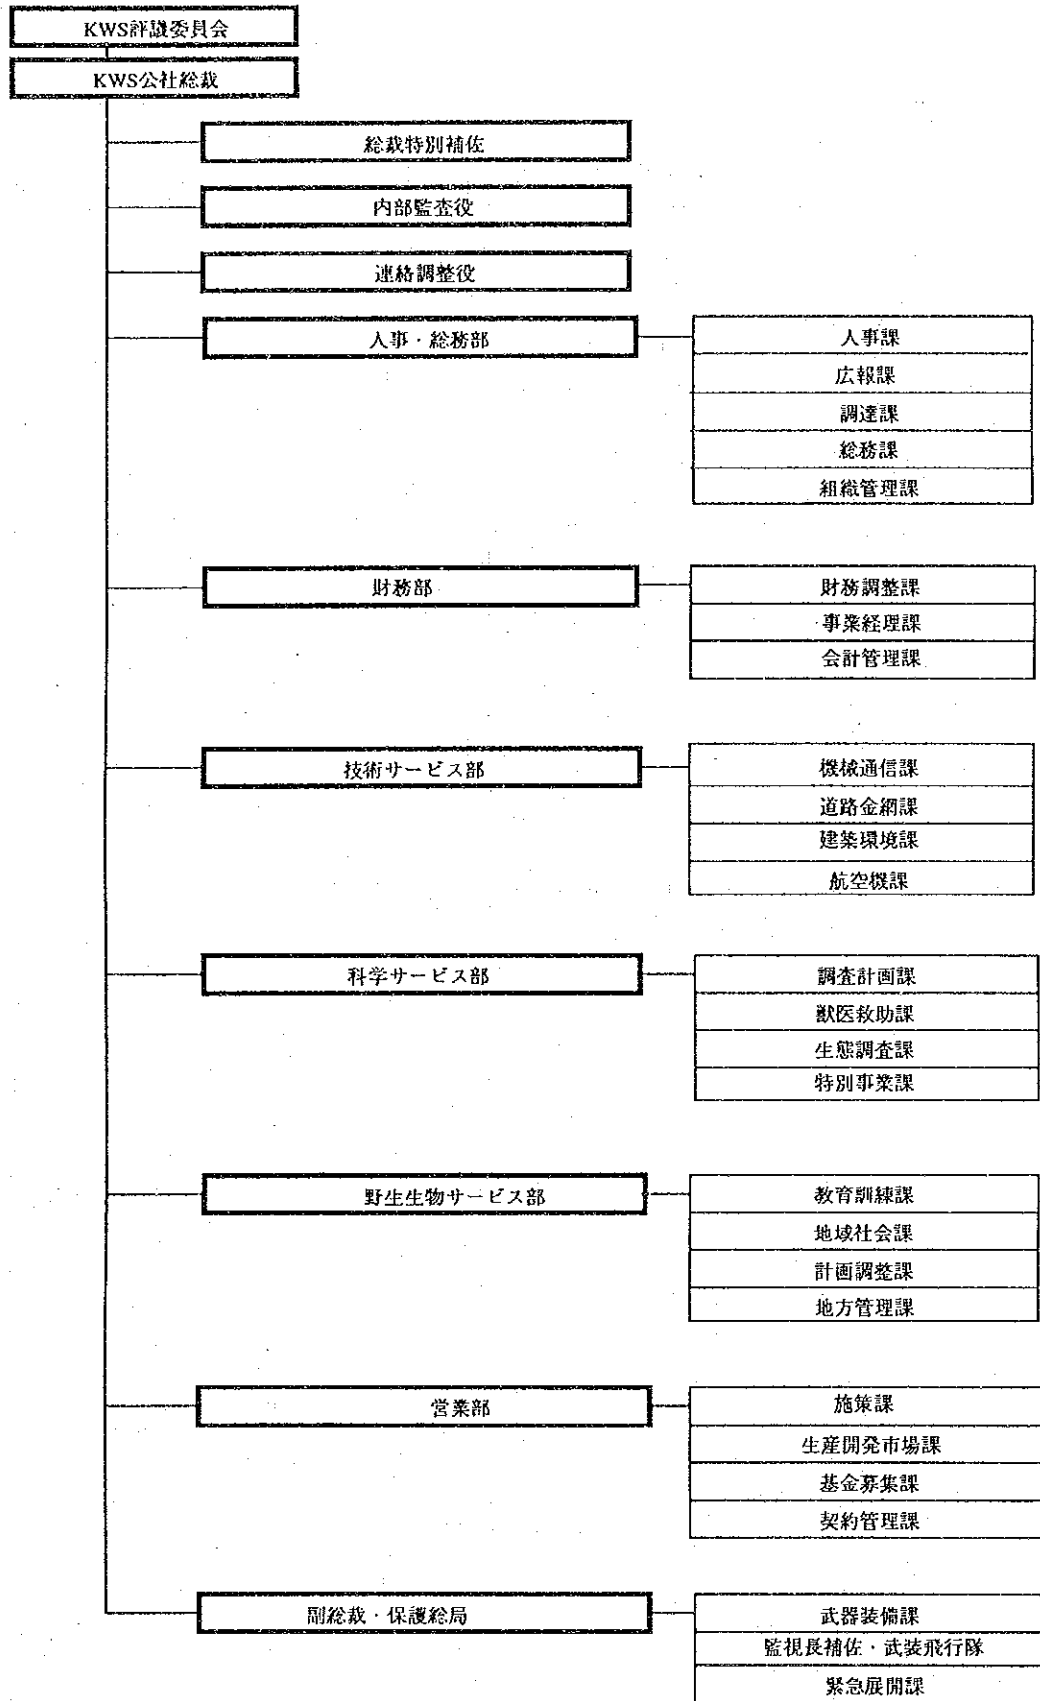 KWS評議委員会
KWS公社総裁
総裁特別補佐
内部監査役
連絡調整役
人事・総務部
人事課
広報課
調達課
総務課
組織管理課
財務部
財務調整課
事業経理課
会計管理課
技術サービス部
機械通信課
道路金網課
建築環境課
航空機課
科学サービス部
調査計画課
獣医救助課
生態調査課
特別事業課
野生生物サービス部
教育訓練課
地域社会課
計画調整課
地方管理課
営業部
施策課
生産開発市場課
基金募集課
契約管理課
副総裁・保護総局
武器装備課
監視長補佐・武装飛行隊
緊急展開課